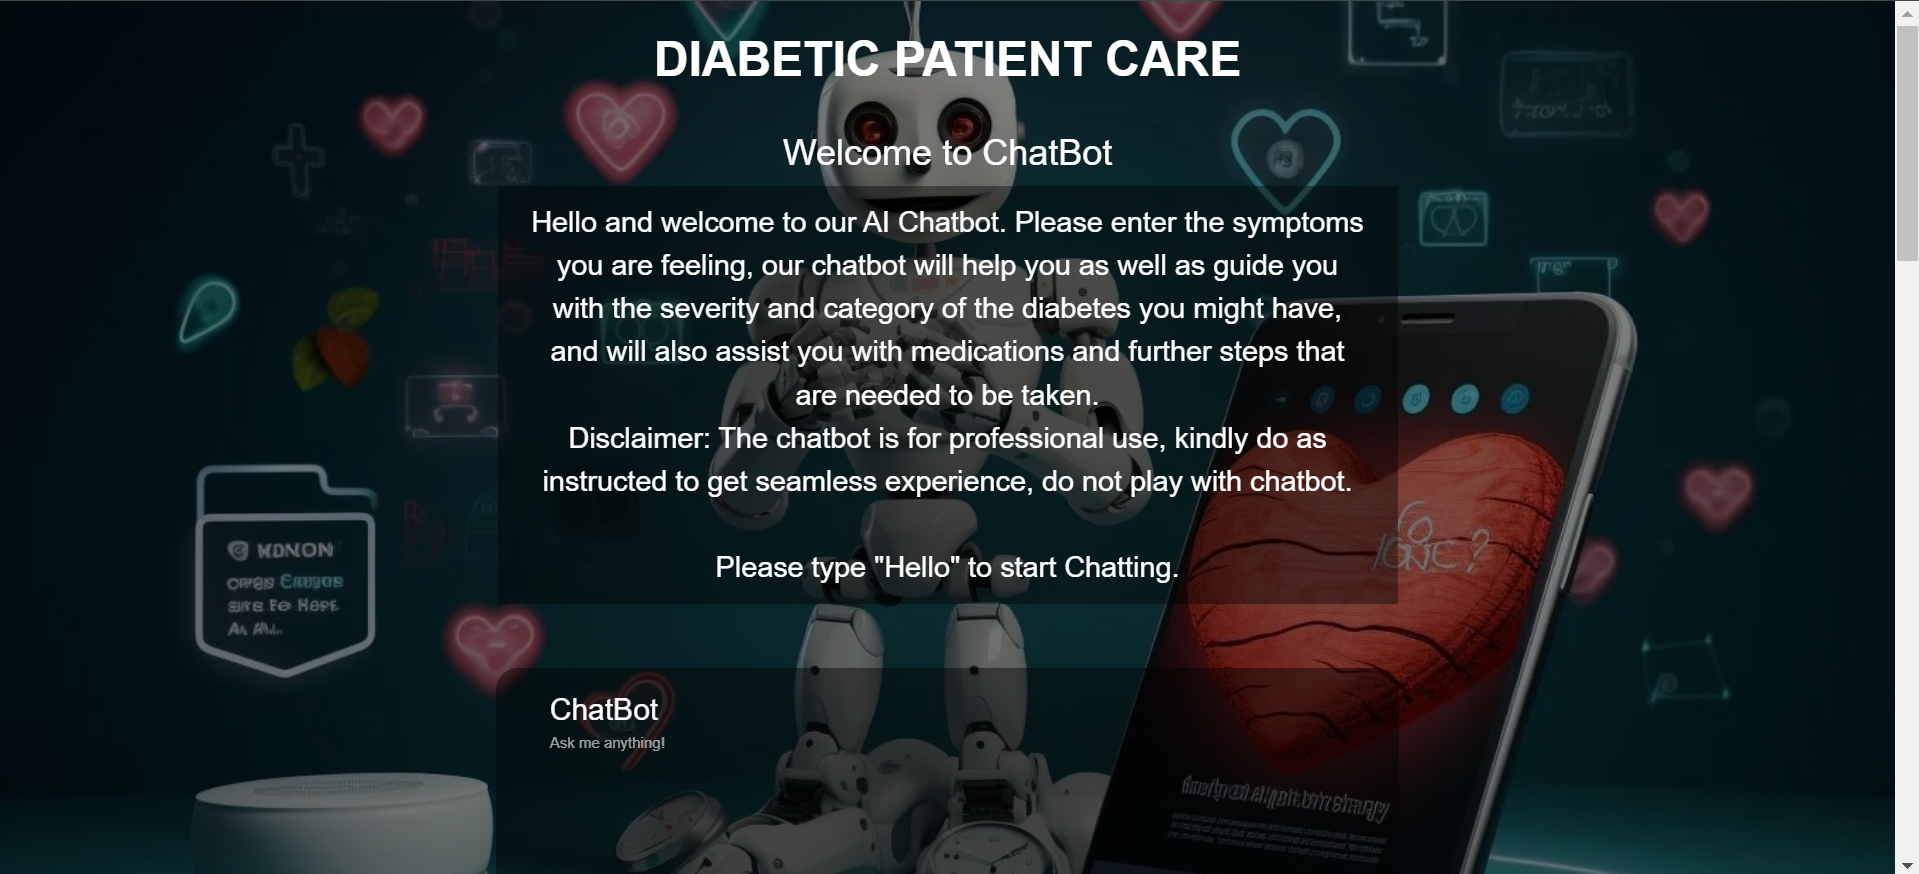 DIABETIC PATIENT CARE
Welcome to ChatBot
Hello and welcome to our AI Chatbot. Please enter the symptoms
you are feeling, our chatbot will help you as well as guide you
with the severity and category of the diabetes you might have,
and will also assist you with medications and further steps that
are needed to be taken.
Disclaimer: The chatbot is for professional use, kindly do as
instructed to get seamless experience, do not play with chatbot.
Please type "Hello" to start Chatting.
ChatBot
Ask me anything!